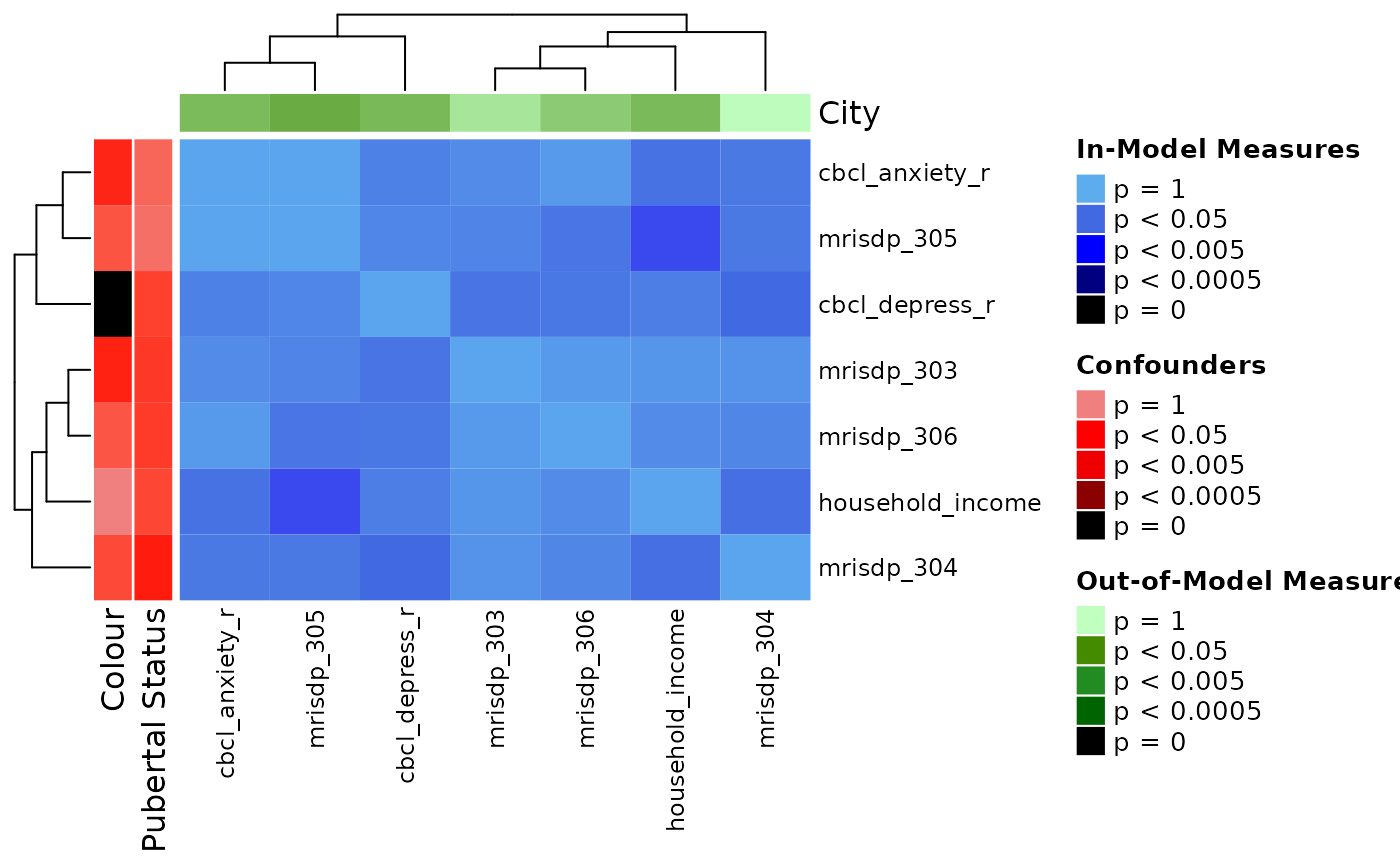 City
cbcl_anxiety_r
mrisdp_305
cbcl_depress_r
mrisdp_303
mrisdp_306
household_income
mrisdp_304
Colour
Pubertal Status
cbcl_anxiety_r
mrisdp_305
cbcl_depress_r
mrisdp_303
mrisdp_306
household_income
mrisdp_304
In-Model Measures
p = 1
p < 0.05
p < 0.005
p < 0.0005
p = 0
Confounders
p = 1
p < 0.05
p < 0.005
p < 0.0005
p = 0
Out-of-Model Measure
p = 1
p < 0.05
p < 0.005
p < 0.0005
p = 0